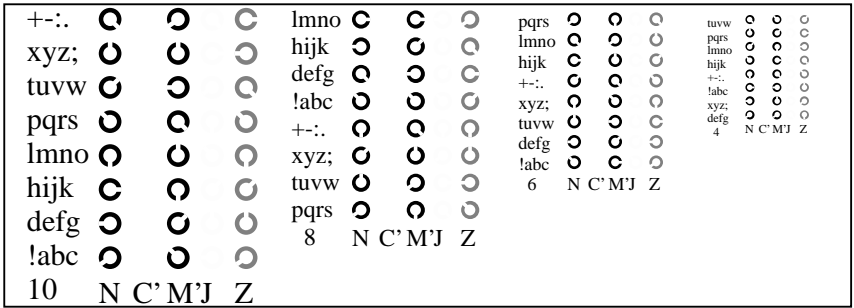 +-:.
xyz;
tuvw
pqrs
lmno
hijk
defg
!abc
10 N C’ M’J Z
lmno
hijk
defg
!abc
+-:.
xyz;
tuvw
pqrs
8 N C’ M’J Z
pqrs
lmno
hijk
+-:.
xyz;
tuvw
defg
!abc
6 N C’ M’J Z
tuvw
pqrs
lmno
hijk
+-:.
!abc
xyz;
defg
4 N C’ M’J Z